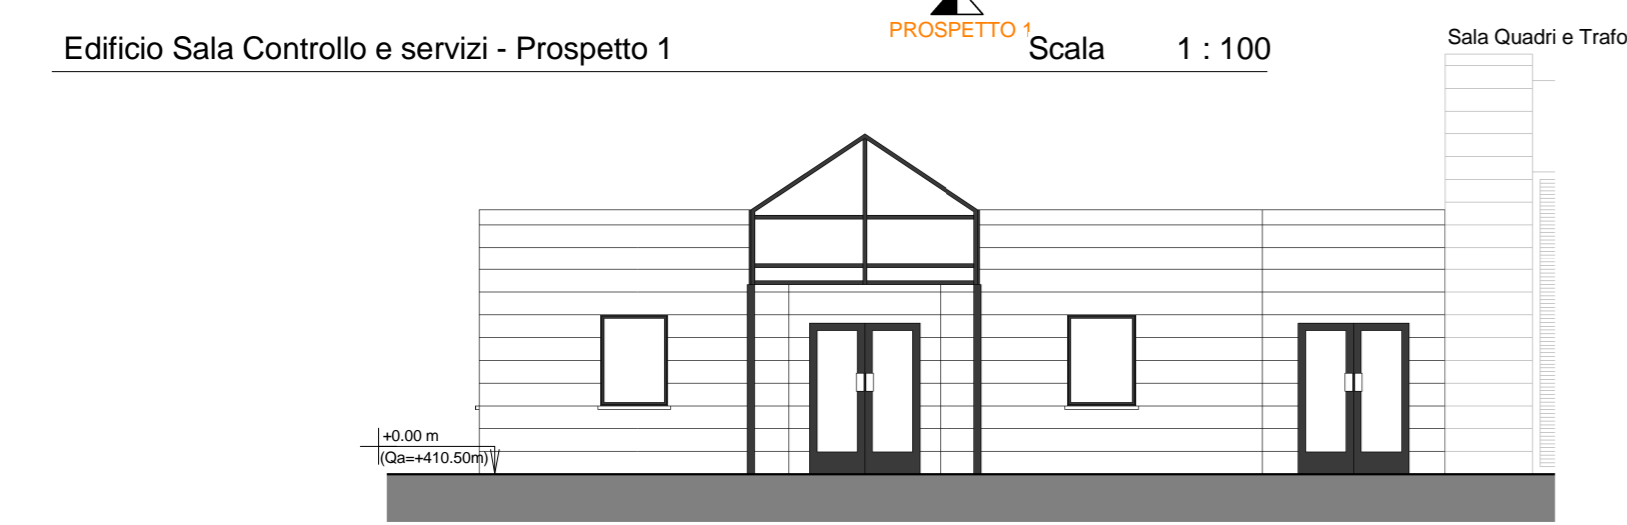 PROSPETTO 1
Edificio Sala Controllo e servizi - Prospetto 1
Scala 1 : 100
Sala Quadri e Trafo
+0.00 m
(Qa=+410.50m)